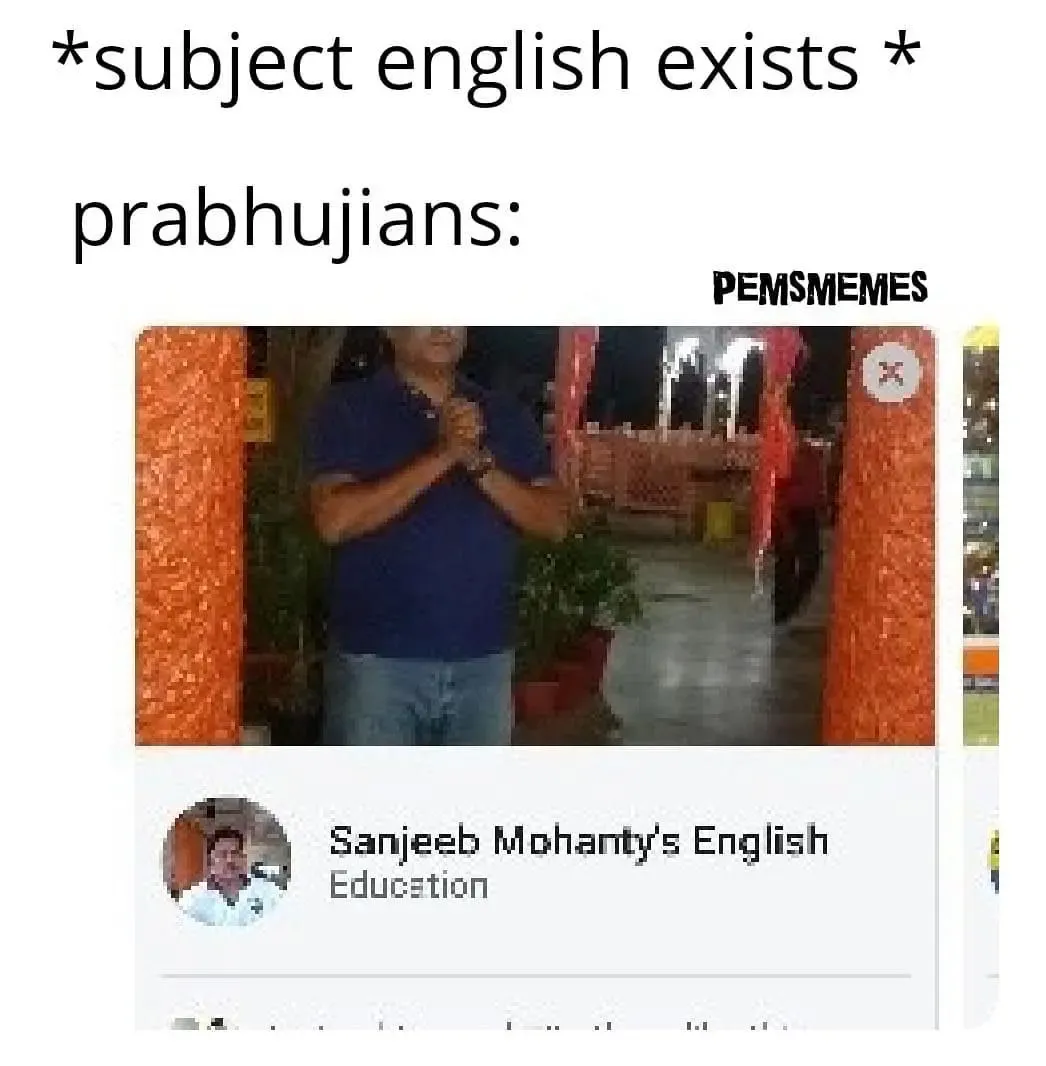 *subject english exists *
prabhujians:
PEMSMEMES
Sanjeeb Mohanty's English
Education